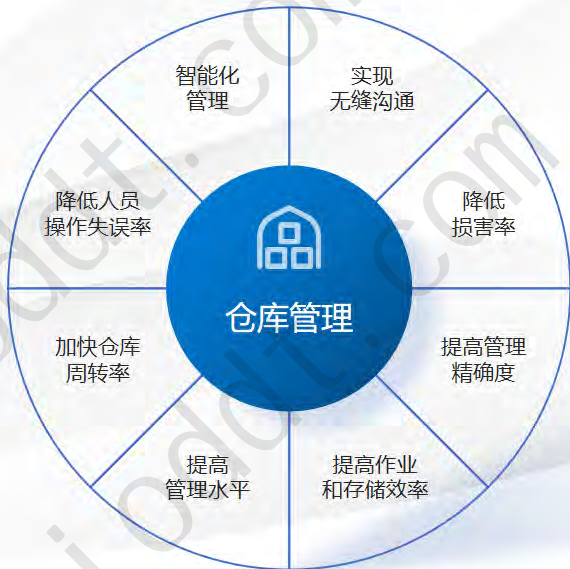 智能化
管理
实现
无缝沟通
降低人员
操作失误率
降低
损害率
仓库管理
加快仓库
周转率
提高管理
精确度
提高
管理水平
提高作业
和存储效率